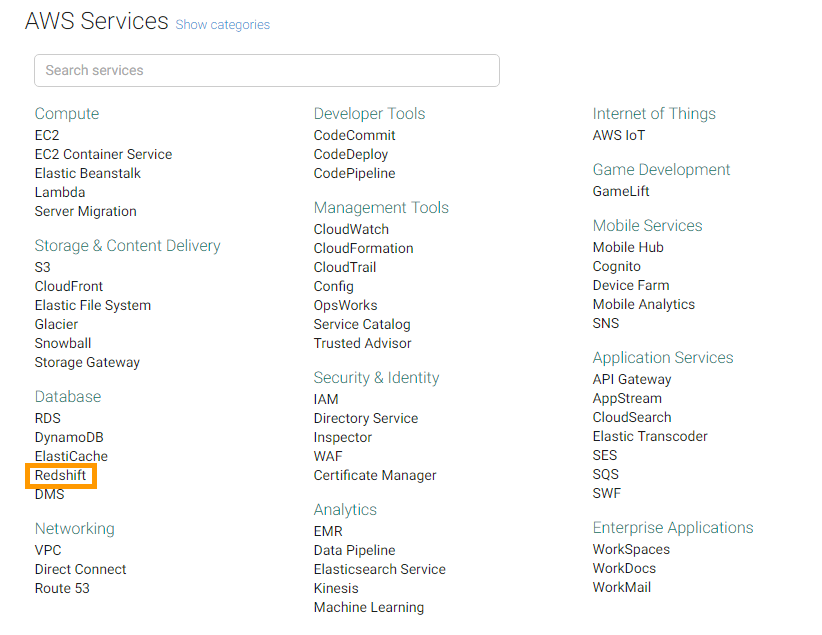 AWS Services Show categories
Search services
Compute
EC2
EC2 Container Service
Elastic Beanstalk
Lambda
Server Migration
Storage & Content Delivery
S3
CloudFront
Elastic File System
Glacier
Snowball
Storage Gateway
Database
RDS
DynamoDB
ElastiCache
Redshift
DMS
Networking
VPC
Direct Connect
Route 53
Developer Tools
CodeCommit
CodeDeploy
CodePipeline
Management Tools
CloudWatch
CloudFormation
CloudTrail
Config
OpsWorks
Service Catalog
Trusted Advisor
Security & Identity
IAM
Directory Service
Inspector
WAF
Certificate Manager
Analytics
EMR
Data Pipeline
Elasticsearch Service
Kinesis
Machine Learning
Internet of Things
AWS IoT
Game Development
GameLift
Mobile Services
Mobile Hub
Cognito
Device Farm
Mobile Analytics
SNS
Application Services
API Gateway
AppStream
CloudSearch
Elastic Transcoder
SES
SQS
SWF
Enterprise Applications
WorkSpaces
WorkDocs
WorkMail